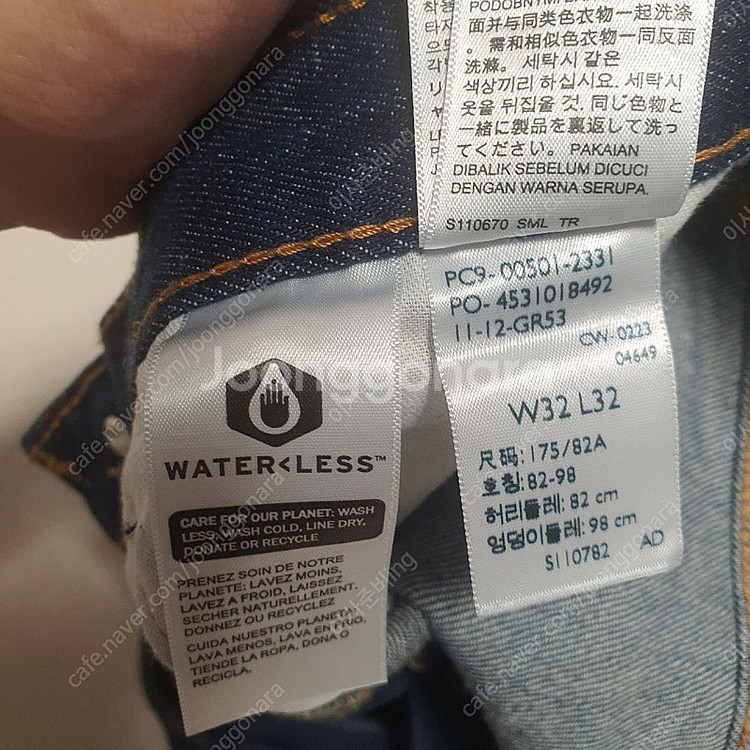 PODOBNYM
面并与同类色衣物一起洗涤
。需和相似色衣物一同反面
洗滌。세탁시 같은
색상끼리 하십시요. 세탁시
옷을 뒤집을 것. 同じ色物と
一緒に製品を裏返して洗っ
てください。PAKAIAN
DIBALIK SEBELUM DICUCI
DENGAN WARNA SERUPA.
S110670 SML TR
PC9-00501-2331
PO-4531018492
11-12-GR53
CW-0223
04649
W32 L32
尺码:175/82A
호칭:82-98
허리둘레: 82 cm
엉덩이둘레: 98 cm
S110782 AD
WATER<LESS™
CARE FOR OUR PLANET: WASH
LESS, WASH COLD, LINE DRY,
DONATE OR RECYCLE
PRENEZ SOIN DE NOTRE
PLANETE: LAVEZ MOINS,
LAVEZ A FROID, LAISSEZ
SECHER NATURELLEMENT,
DONNEZ OU RECYCLEZ
CUIDA NUESTRO PLANETA:
LAVA MENOS, LAVA EN FRIO,
TIENDE LA ROPA, DONA O
RECICLA.
Joonggonara
cafe.naver.com/joonggonara